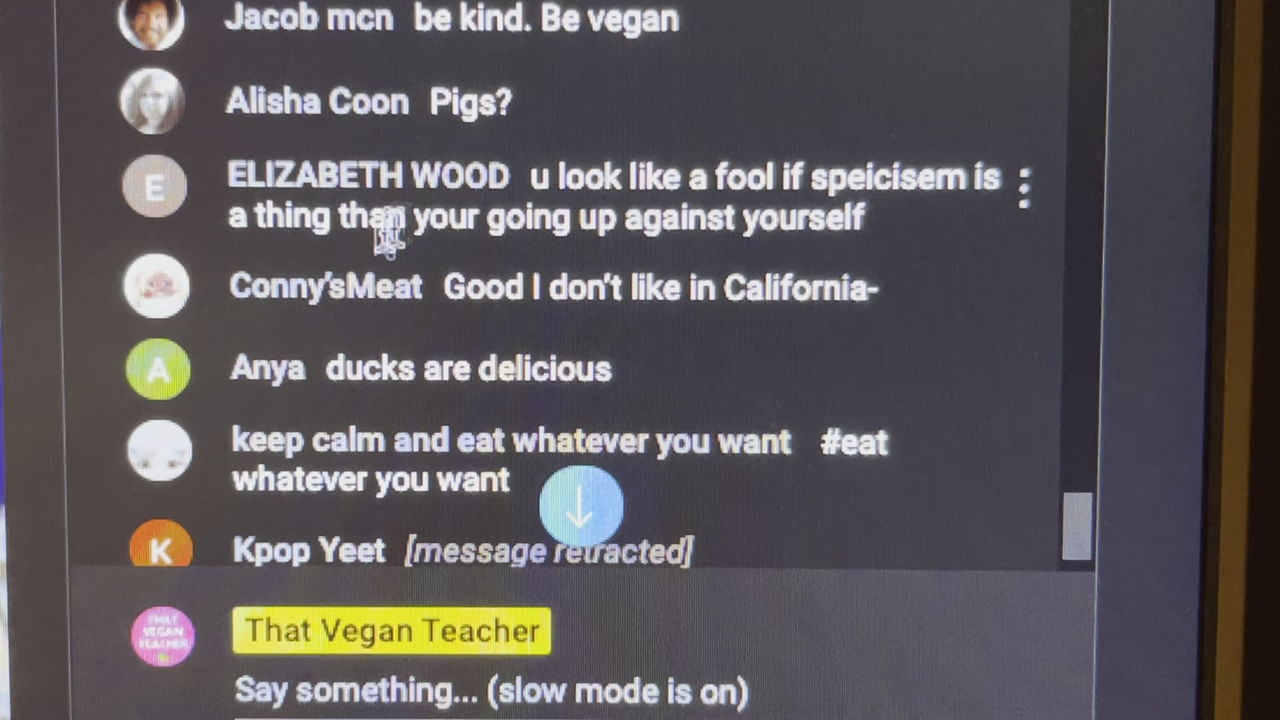 Jacob mcn be kind. Be vegan
Alisha Coon Pigs?
E
ELIZABETH WOOD u look like a fool if speicisem is
a thing than your going up against yourself
Conny'sMeat Good I don't like in California-
A
Anya ducks are delicious
keep calm and eat whatever you want #eat
whatever you want
K
Kpop Yeet [message retracted]
THAT
VEGAN
TEACHER
That Vegan Teacher
Say something... (slow mode is on)